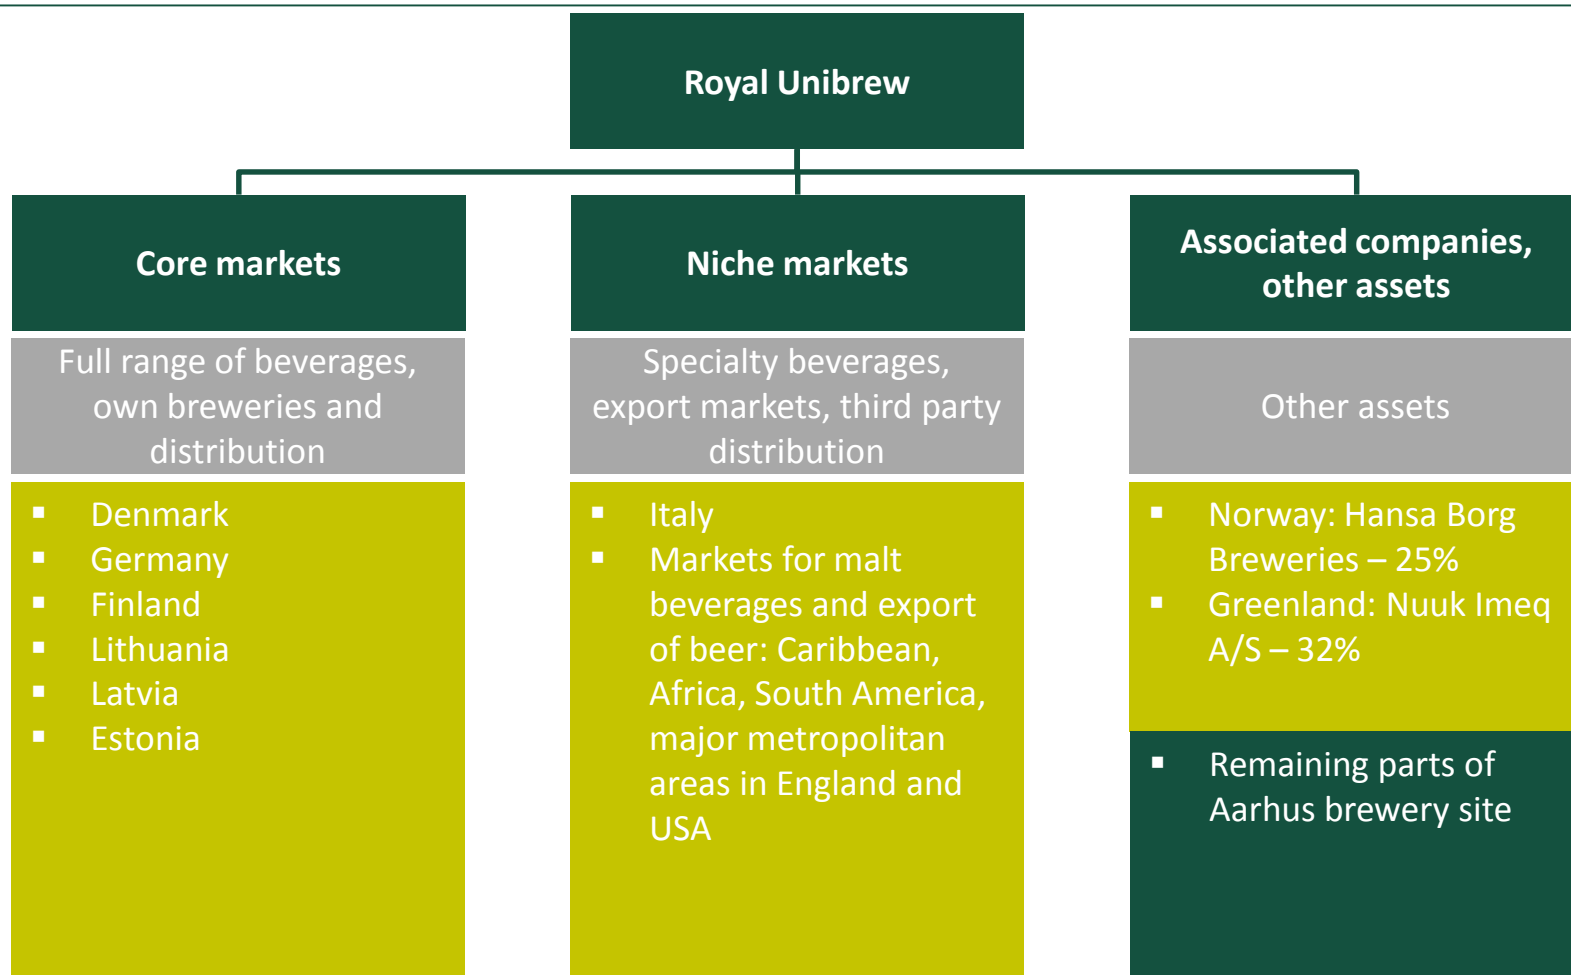 Royal Unibrew
Core markets
Full range of beverages,
own breweries and
distribution
▪ Denmark
▪ Germany
▪ Finland
▪ Lithuania
▪ Latvia
▪ Estonia
Niche markets
Specialty beverages,
export markets, third party
distribution
▪ Italy
▪ Markets for malt
beverages and export
of beer: Caribbean,
Africa, South America,
major metropolitan
areas in England and
USA
Associated companies,
other assets
Other assets
▪ Norway: Hansa Borg
Breweries – 25%
▪ Greenland: Nuuk Imeq
A/S – 32%
▪ Remaining parts of
Aarhus brewery site